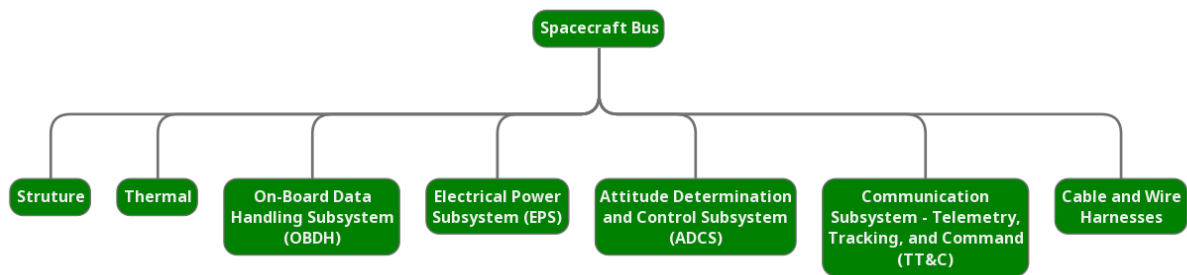 Spacecraft Bus
Struture
Thermal
On-Board Data
Handling Subsystem
(OBDH)
Electrical Power
Subsystem (EPS)
Attitude Determination
and Control Subsystem
(ADCS)
Communication
Subsystem - Telemetry,
Tracking, and Command
(TT&C)
Cable and Wire
Harnesses